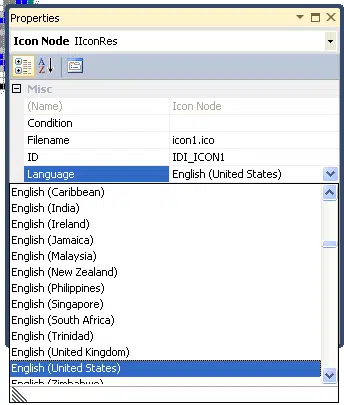 Properties
Icon Node IIconRes
Misc
(Name) Icon Node
Condition
Filename icon1.ico
ID IDI_ICON1
Language English (United States)
English (Caribbean)
English (India)
English (Ireland)
English (Jamaica)
English (Malaysia)
English (New Zealand)
English (Philippines)
English (Singapore)
English (South Africa)
English (Trinidad)
English (United Kingdom)
English (United States)
English (Zimbabwe)